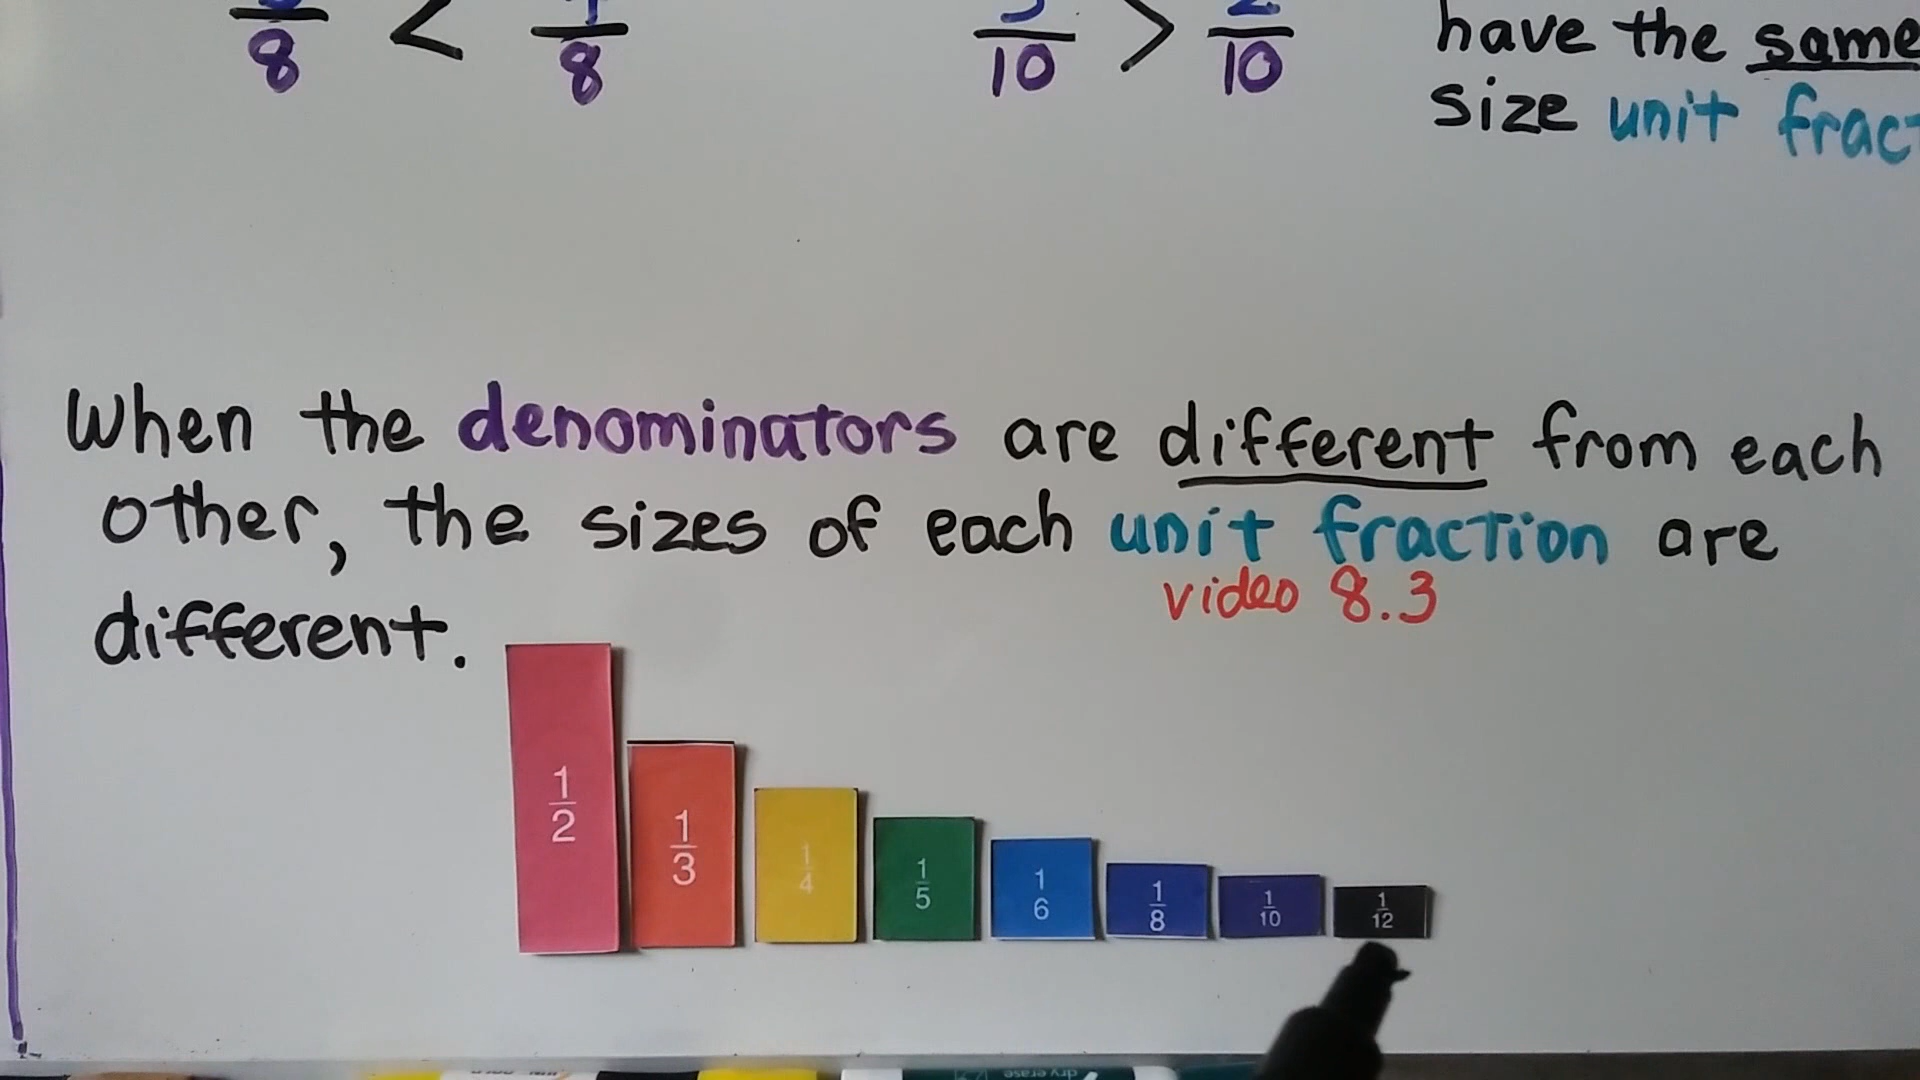 8 < 8
10 > 10
have the same
size unit frac
When the denominators are different from each
other, the sizes of each unit fraction are
video 8.3
different.
1/2
1/3
1/4
1/5
1/6
1/8
1/10
1/12
dry erase